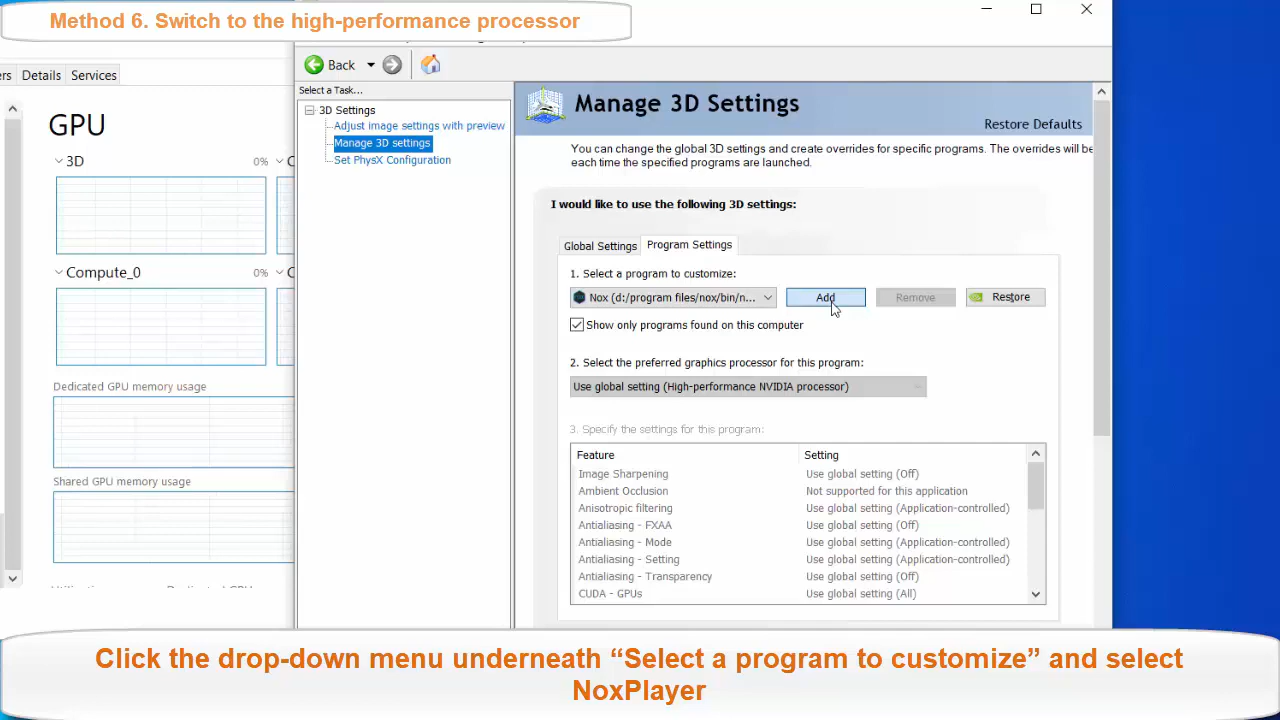 Method 6. Switch to the high-performance processor
Back
ers Details Services
Select a Task...
3D Settings
Adjust image settings with preview
Manage 3D settings
Set PhysX Configuration
GPU
3D 0% C
Compute_0 0% C
Dedicated GPU memory usage
Shared GPU memory usage
Manage 3D Settings
Restore Defaults
You can change the global 3D settings and create overrides for specific programs. The overrides will be
each time the specified programs are launched.
I would like to use the following 3D settings:
Global Settings Program Settings
1. Select a program to customize:
Nox (d:/program files/nox/bin/n... Add Remove Restore
Show only programs found on this computer
2. Select the preferred graphics processor for this program:
Use global setting (High-performance NVIDIA processor)
3. Specify the settings for this program:
Feature Setting
Image Sharpening Use global setting (Off)
Ambient Occlusion Not supported for this application
Anisotropic filtering Use global setting (Application-controlled)
Antialiasing - FXAA Use global setting (Off)
Antialiasing - Mode Use global setting (Application-controlled)
Antialiasing - Setting Use global setting (Application-controlled)
Antialiasing - Transparency Use global setting (Off)
CUDA - GPUs Use global setting (All)
Click the drop-down menu underneath “Select a program to customize” and select
NoxPlayer